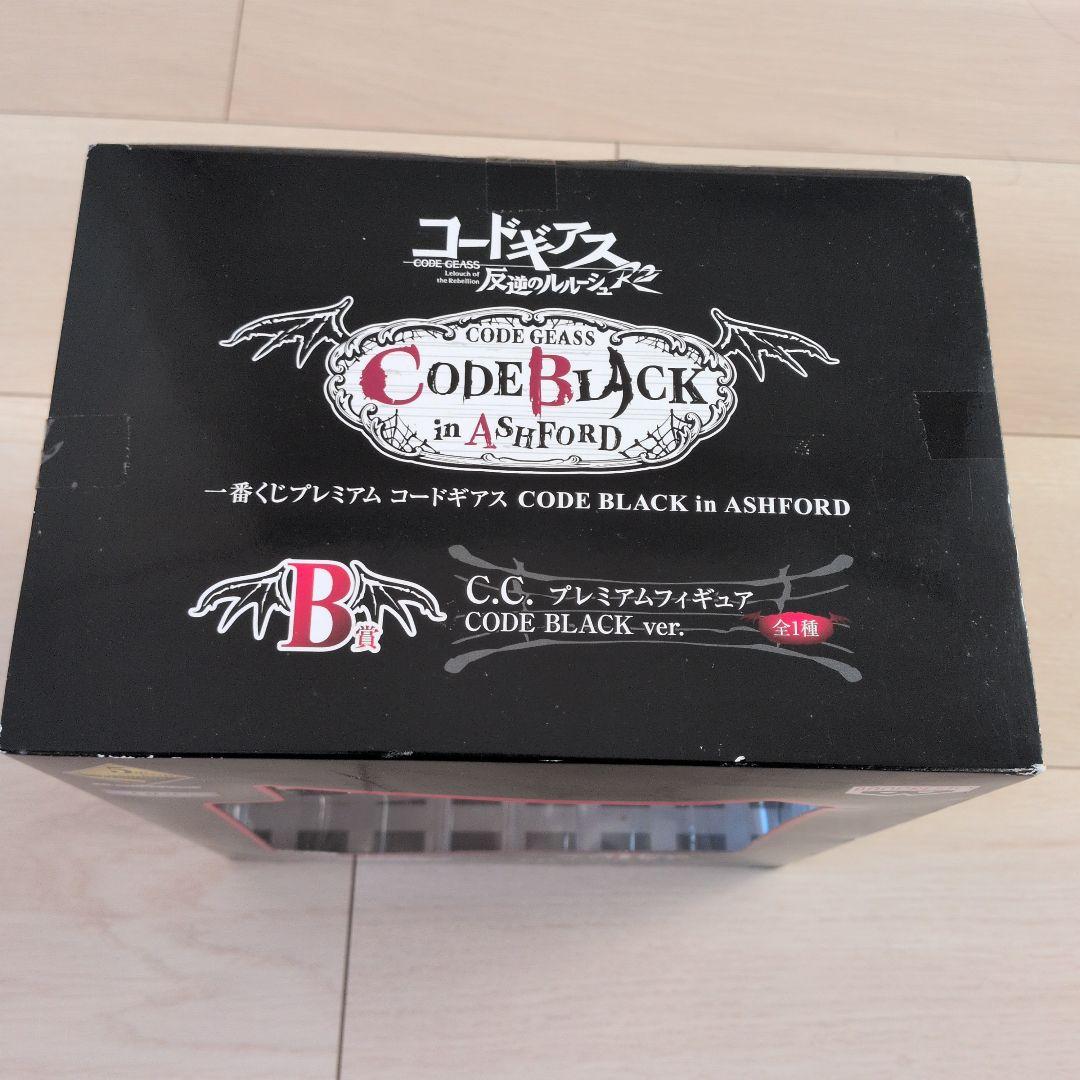 コードギアス
CODE GEASS
Lelouch of
the Rebellion
反逆のルルーシュ R2
CODE GEASS
CODE BLACK
in ASHFORD
一番くじプレミアム コードギアス CODE BLACK in ASHFORD
B賞
C.C. プレミアムフィギュア
CODE BLACK ver.
全1種